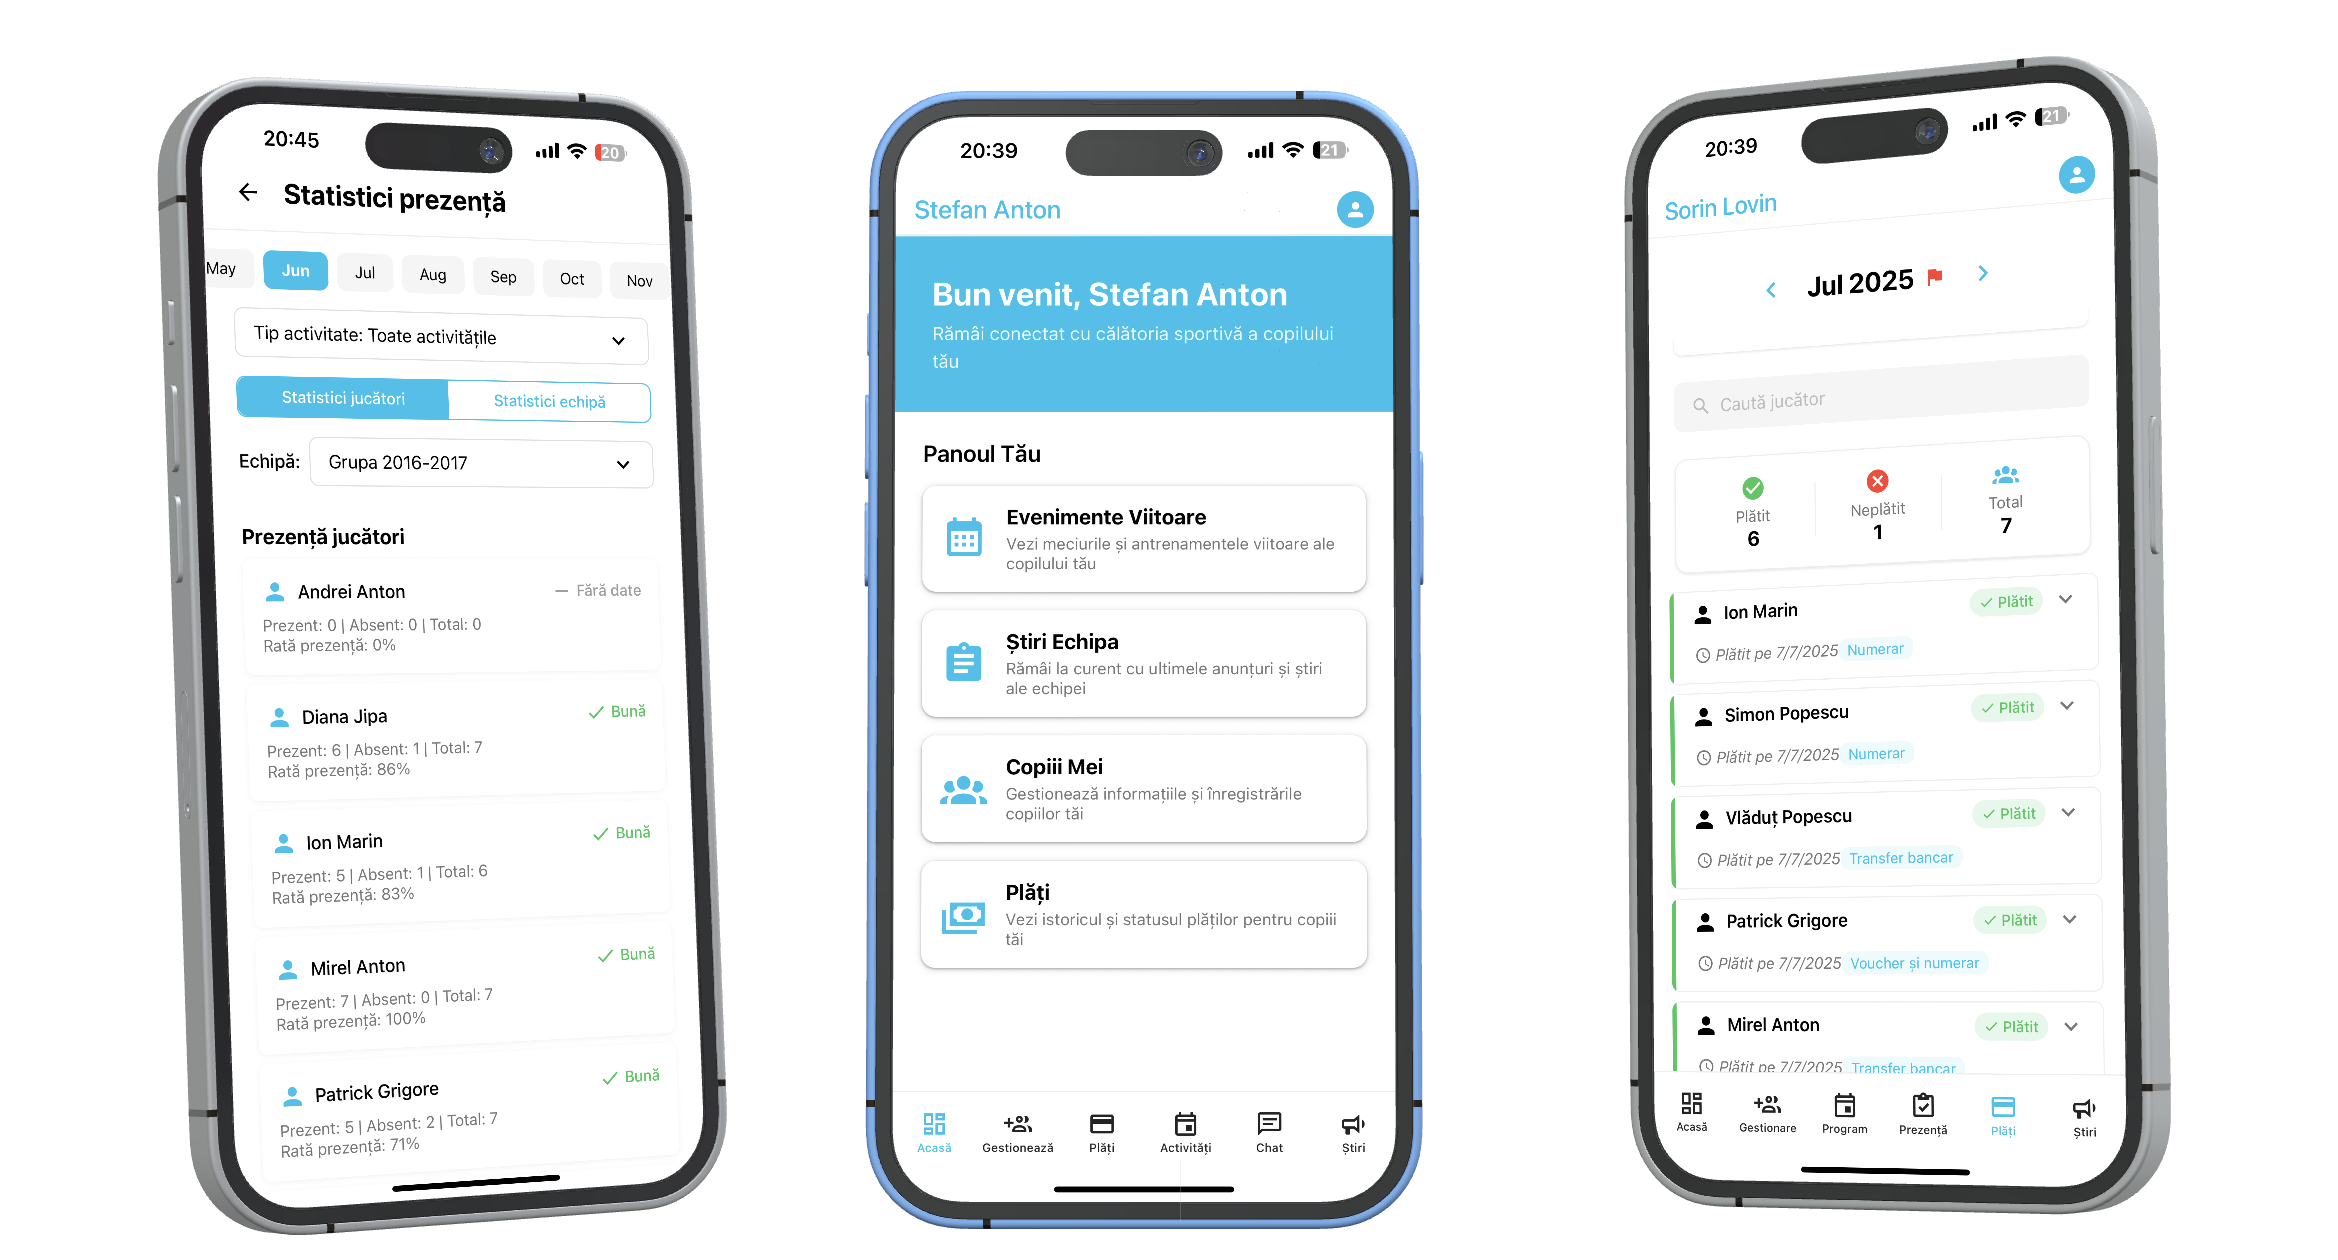 20:45
20
Statistici prezență
May
Jun
Jul
Aug
Sep
Oct
Nov
Tip activitate: Toate activitățile
Statistici jucători
Statistici echipă
Echipă:
Grupa 2016-2017
Prezență jucători
Andrei Anton
Fără date
Prezent: 0 | Absent: 0 | Total: 0
Rată prezență: 0%
Diana Jipa
Bună
Prezent: 6 | Absent: 1 | Total: 7
Rată prezență: 86%
Ion Marin
Bună
Prezent: 5 | Absent: 1 | Total: 6
Rată prezență: 83%
Mirel Anton
Bună
Prezent: 7 | Absent: 0 | Total: 7
Rată prezență: 100%
Patrick Grigore
Bună
Prezent: 5 | Absent: 2 | Total: 7
Rată prezență: 71%
20:39
21
Stefan Anton
Bun venit, Stefan Anton
Rămâi conectat cu călătoria sportivă a copilului
tău
Panoul Tău
Evenimente Viitoare
Vezi meciurile și antrenamentele viitoare ale
copilului tău
Știri Echipa
Rămâi la curent cu ultimele anunțuri și știri
ale echipei
Copiii Mei
Gestionează informațiile și înregistrările
copiilor tăi
Plăți
Vezi istoricul și statusul plăților pentru copiii
tăi
Acasă
Gestionează
Plăți
Activități
Chat
Știri
20:39
21
Sorin Lovin
Jul 2025
Caută jucător
Plătit
6
Neplătit
1
Total
7
Ion Marin
Plătit
Plătit pe 7/7/2025 Numerar
Simon Popescu
Plătit
Plătit pe 7/7/2025 Numerar
Vlăduț Popescu
Plătit
Plătit pe 7/7/2025 Transfer bancar
Patrick Grigore
Plătit
Plătit pe 7/7/2025 Voucher și numerar
Mirel Anton
Plătit
Plătit pe 7/7/2025 Transfer bancar
Acasă
Gestionare
Program
Prezență
Plăți
Știri